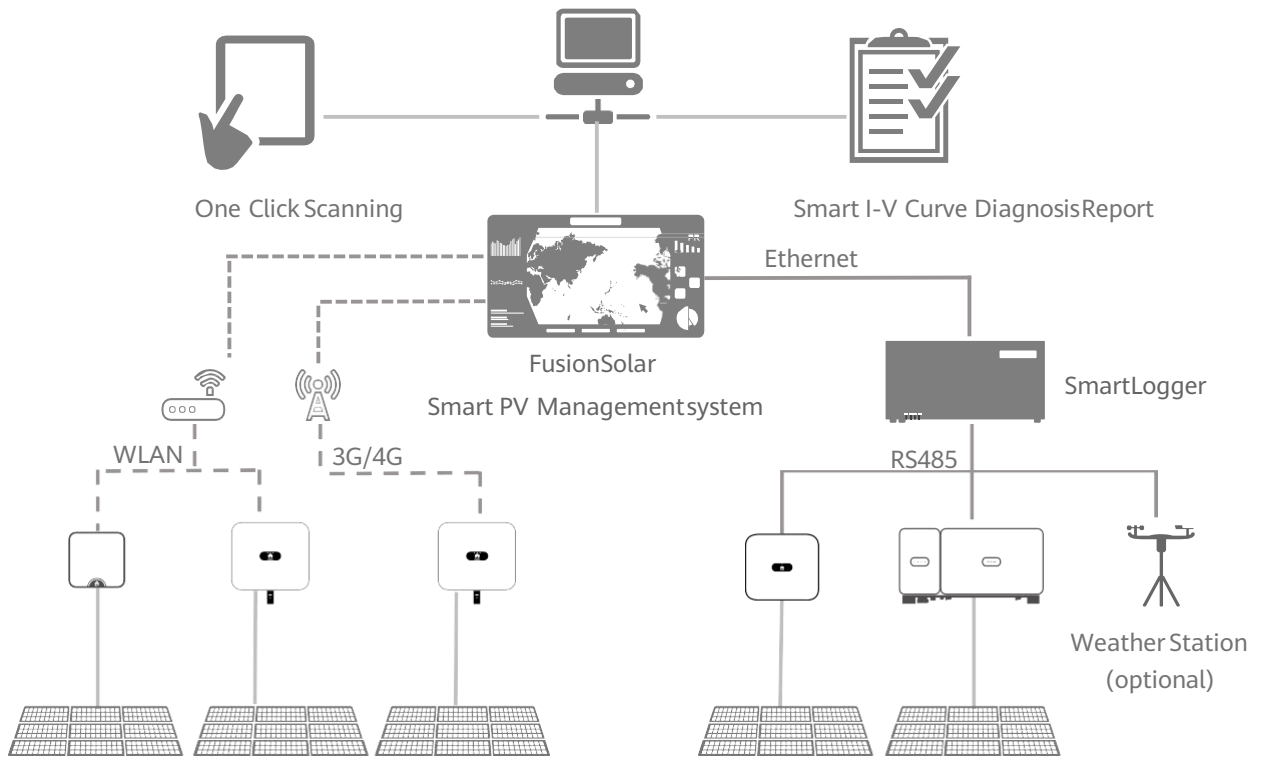 One Click Scanning
Smart I-V Curve DiagnosisReport
Ethernet
FusionSolar
Smart PV Managementsystem
SmartLogger
WLAN
3G/4G
RS485
Weather Station
(optional)